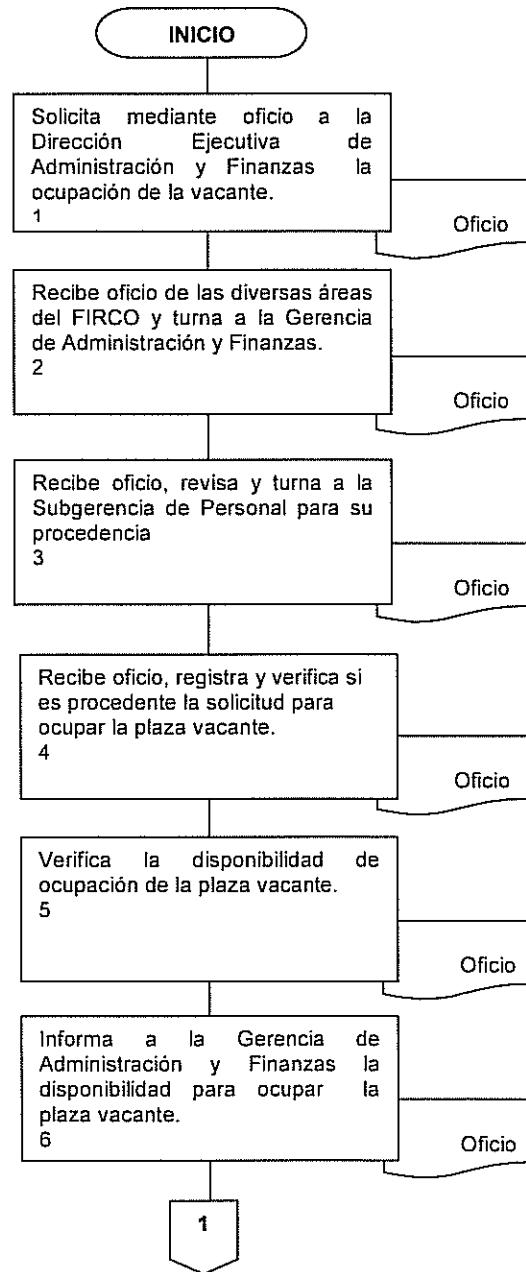 INICIO
Solicita mediante oficio a la
Dirección Ejecutiva de
Administración y Finanzas la
ocupación de la vacante.
1
Oficio
Recibe oficio de las diversas áreas
del FIRCO y turna a la Gerencia
de Administración y Finanzas.
2
Oficio
Recibe oficio, revisa y turna a la
Subgerencia de Personal para su
procedencia
3
Oficio
Recibe oficio, registra y verifica si
es procedente la solicitud para
ocupar la plaza vacante.
4
Oficio
Verifica la disponibilidad de
ocupación de la plaza vacante.
5
Oficio
Informa a la Gerencia de
Administración y Finanzas la
disponibilidad para ocupar la
plaza vacante.
6
Oficio
1